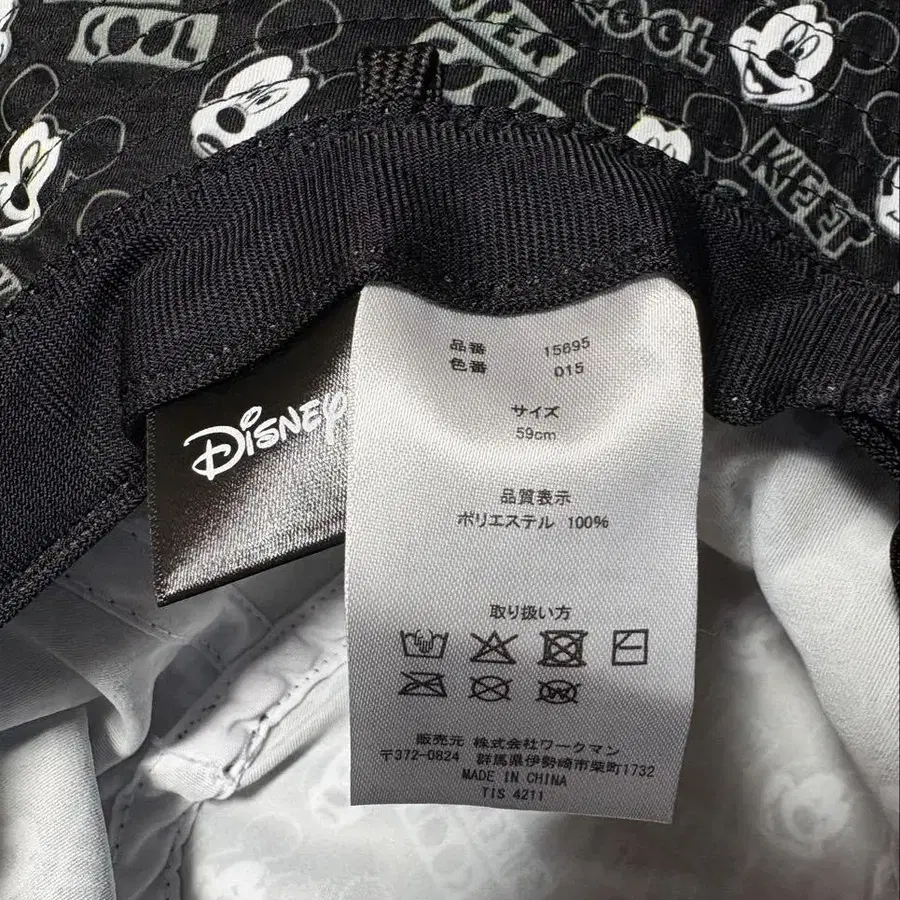 COOL
COOL
KEEP
DISNEY
品番 15695
色番 015
サイズ
59cm
品質表示
ポリエステル 100%
取り扱い方
販売元 株式会社ワークマン
〒372-0824 群馬県伊勢崎市柴町1732
MADE IN CHINA
TIS 4211